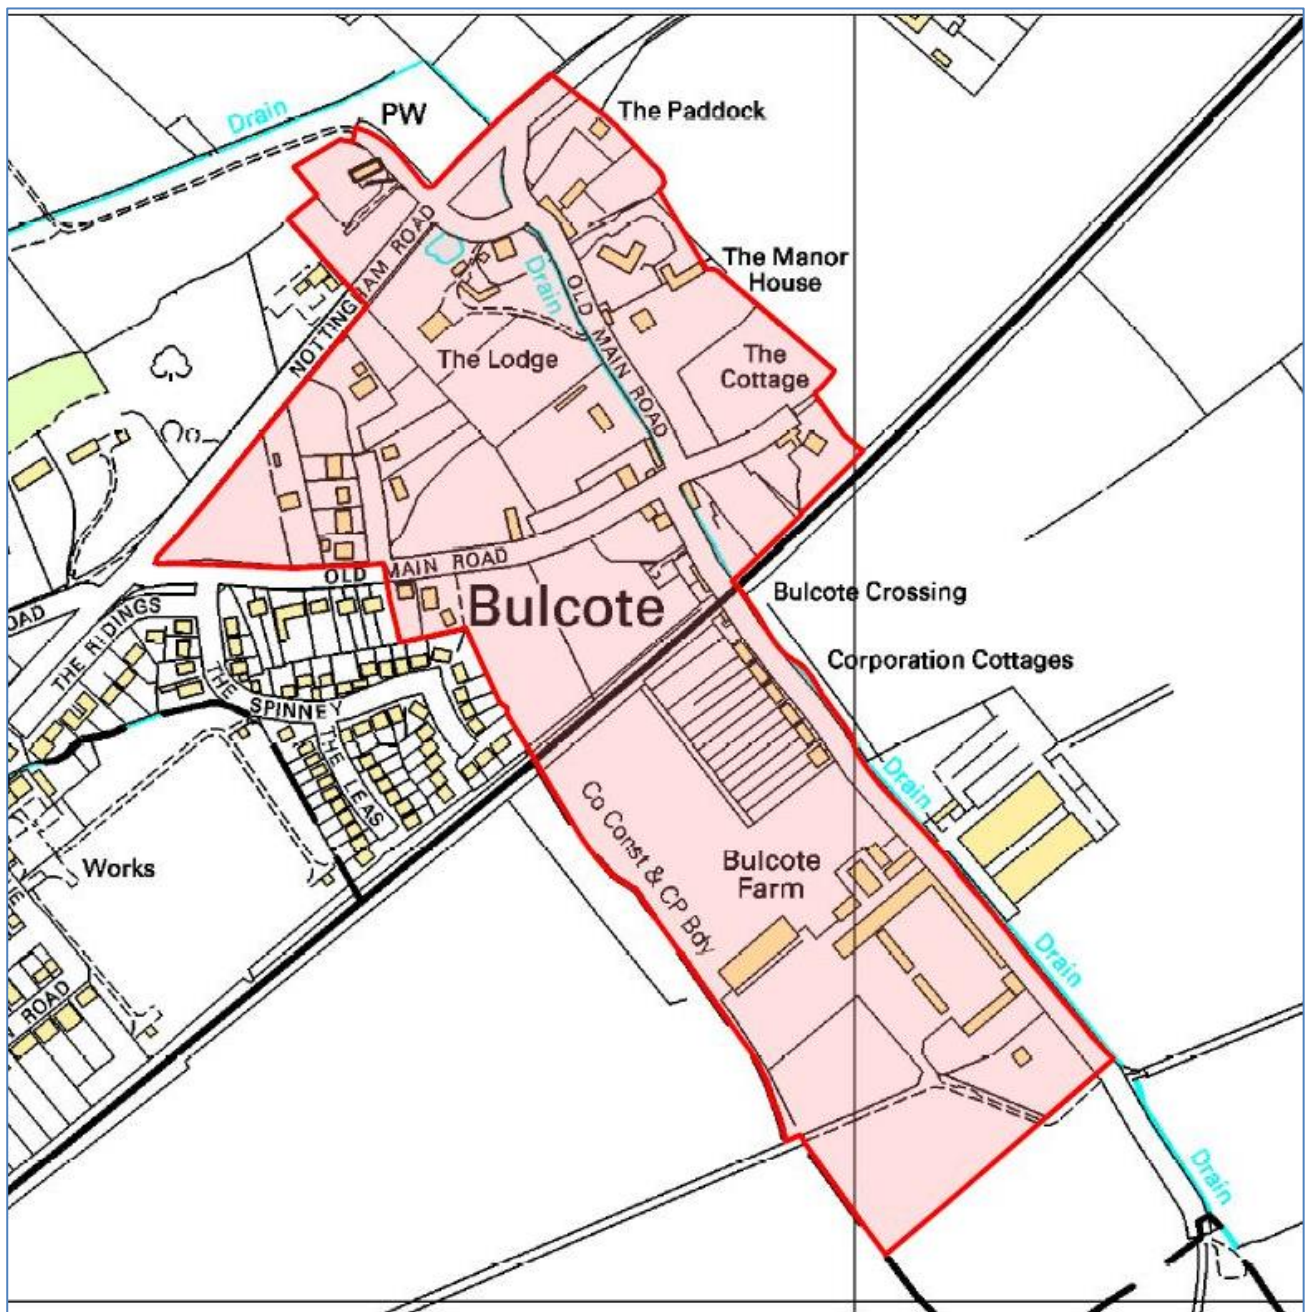 Drain
PW
The Paddock
NOTTINGHAM ROAD
Drain
The Manor
House
OLD MAIN ROAD
The Lodge
The
Cottage
OLD MAIN ROAD
Bulcote
Bulcote Crossing
OAD
THE RIDINGS
Corporation Cottages
THE SPINNEY
THE LEAS
Drain
Co Const & CP Bdy
Works
Bulcote
Farm
Drain
ROAD
Drain